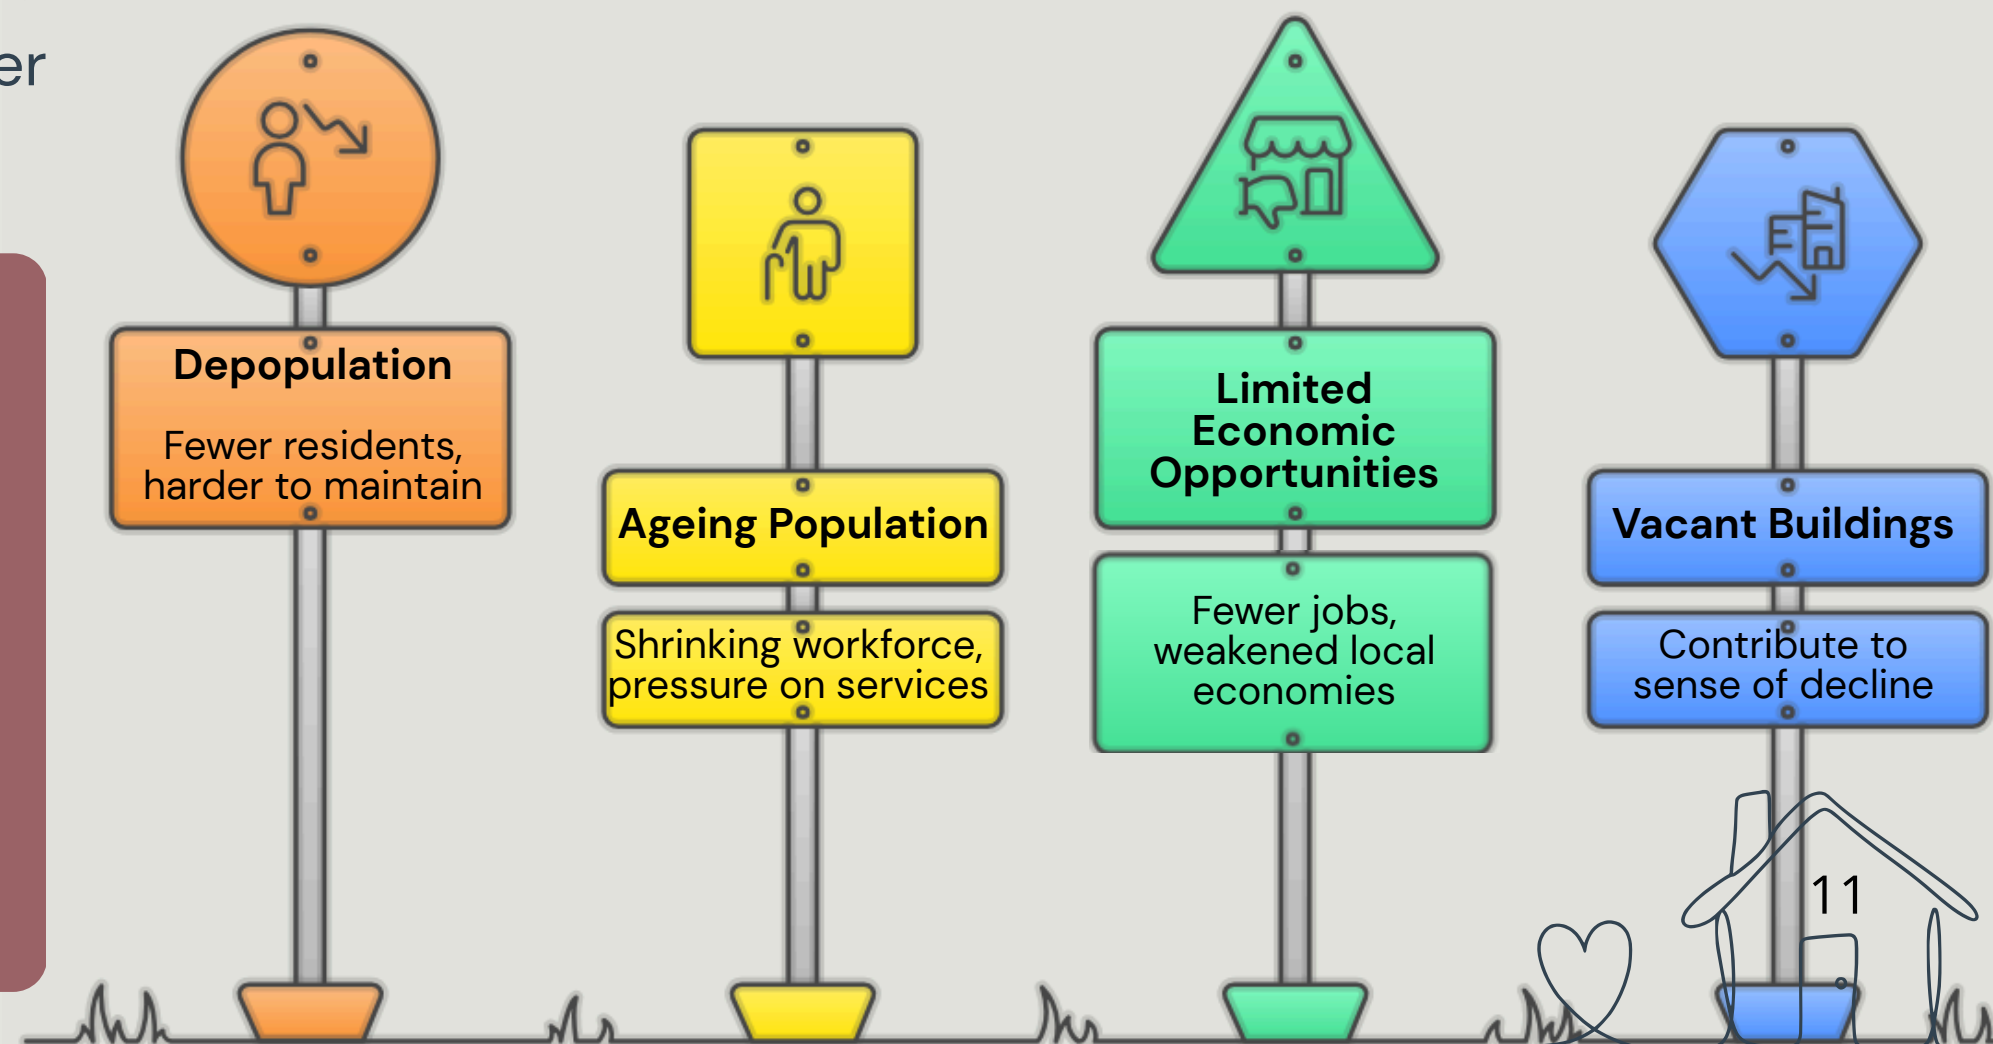 er
Depopulation
Fewer residents,
harder to maintain
Ageing Population
Shrinking workforce,
pressure on services
Limited
Economic
Opportunities
Fewer jobs,
weakened local
economies
Vacant Buildings
Contribute to
sense of decline
11